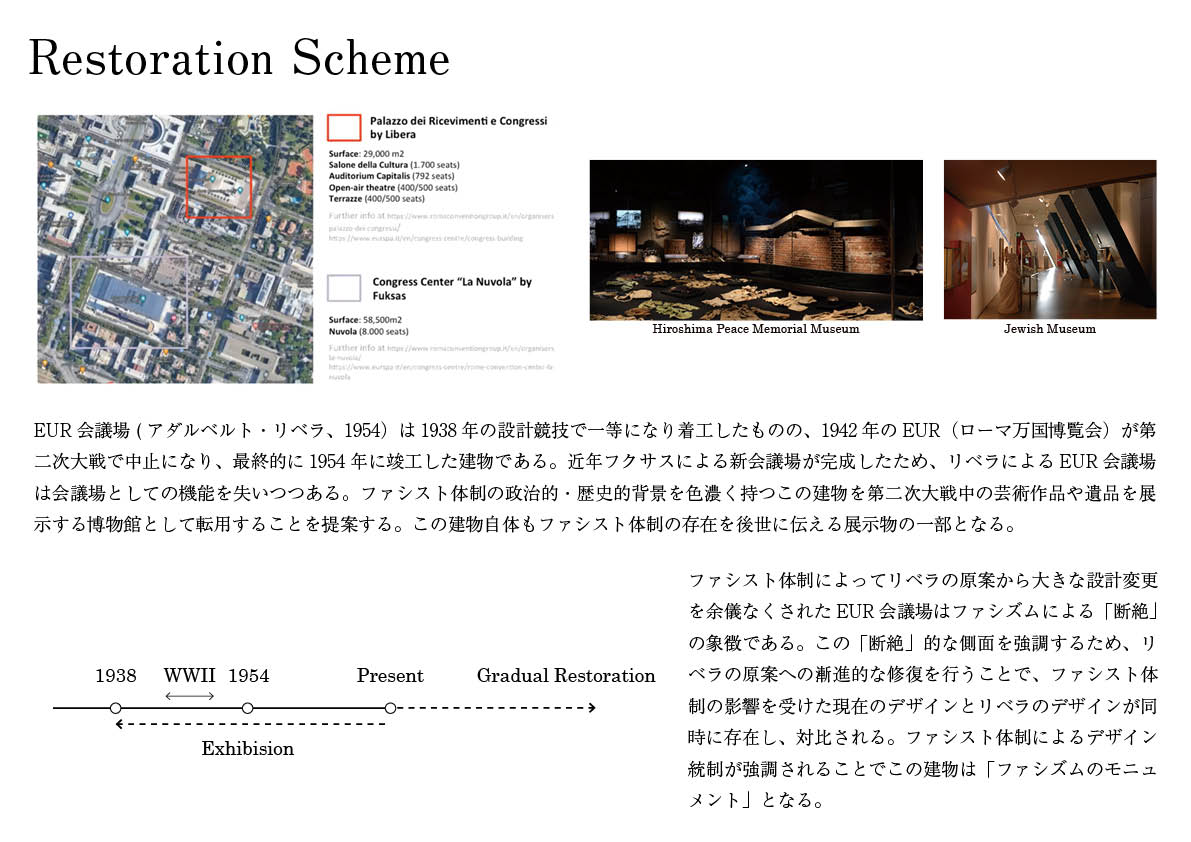 Restoration Scheme
Palazzo dei Ricevimenti e Congressi
by Libera
Surface: 29,000 m2
Salone della Cultura (1.700 seats)
Auditorium Capitalis (792 seats)
Open-air theatre (400/500 seats)
Terrazze (400/500 seats)
Further info at https://www.romaconventiongroup.it/en/organisers
palazzo-dei-congressi/
https://www.eurspa.it/en/congress-centre/congress-building
Congress Center “La Nuvola” by
Fuksas
Surface: 58,500m2
Nuvola (8.000 seats)
Further info at https://www.romaconventiongroup.it/en/organisers
la-nuvola/
https://www.eurspa.it/en/congress-centre/rome-convention-center-la
nuvola
Hiroshima Peace Memorial Museum
Jewish Museum
EUR 会議場 ( アダルベルト・リベラ、1954）は 1938 年の設計競技で一等になり着工したものの、1942 年の EUR（ローマ万国博覧会）が第
二次大戦で中止になり、最終的に 1954 年に竣工した建物である。近年フクサスによる新会議場が完成したため、リベラによる EUR 会議場
は会議場としての機能を失いつつある。ファシスト体制の政治的・歴史的背景を色濃く持つこの建物を第二次大戦中の芸術作品や遺品を展
示する博物館として転用することを提案する。この建物自体もファシスト体制の存在を後世に伝える展示物の一部となる。
ファシスト体制によってリベラの原案から大きな設計変更
を余儀なくされた EUR 会議場はファシズムによる「断絶」
の象徴である。この「断絶」的な側面を強調するため、リ
ベラの原案への漸進的な修復を行うことで、ファシスト体
制の影響を受けた現在のデザインとリベラのデザインが同
時に存在し、対比される。ファシスト体制によるデザイン
統制が強調されることでこの建物は「ファシズムのモニュ
メント」となる。
1938 WWII 1954 Present Gradual Restoration
Exhibision